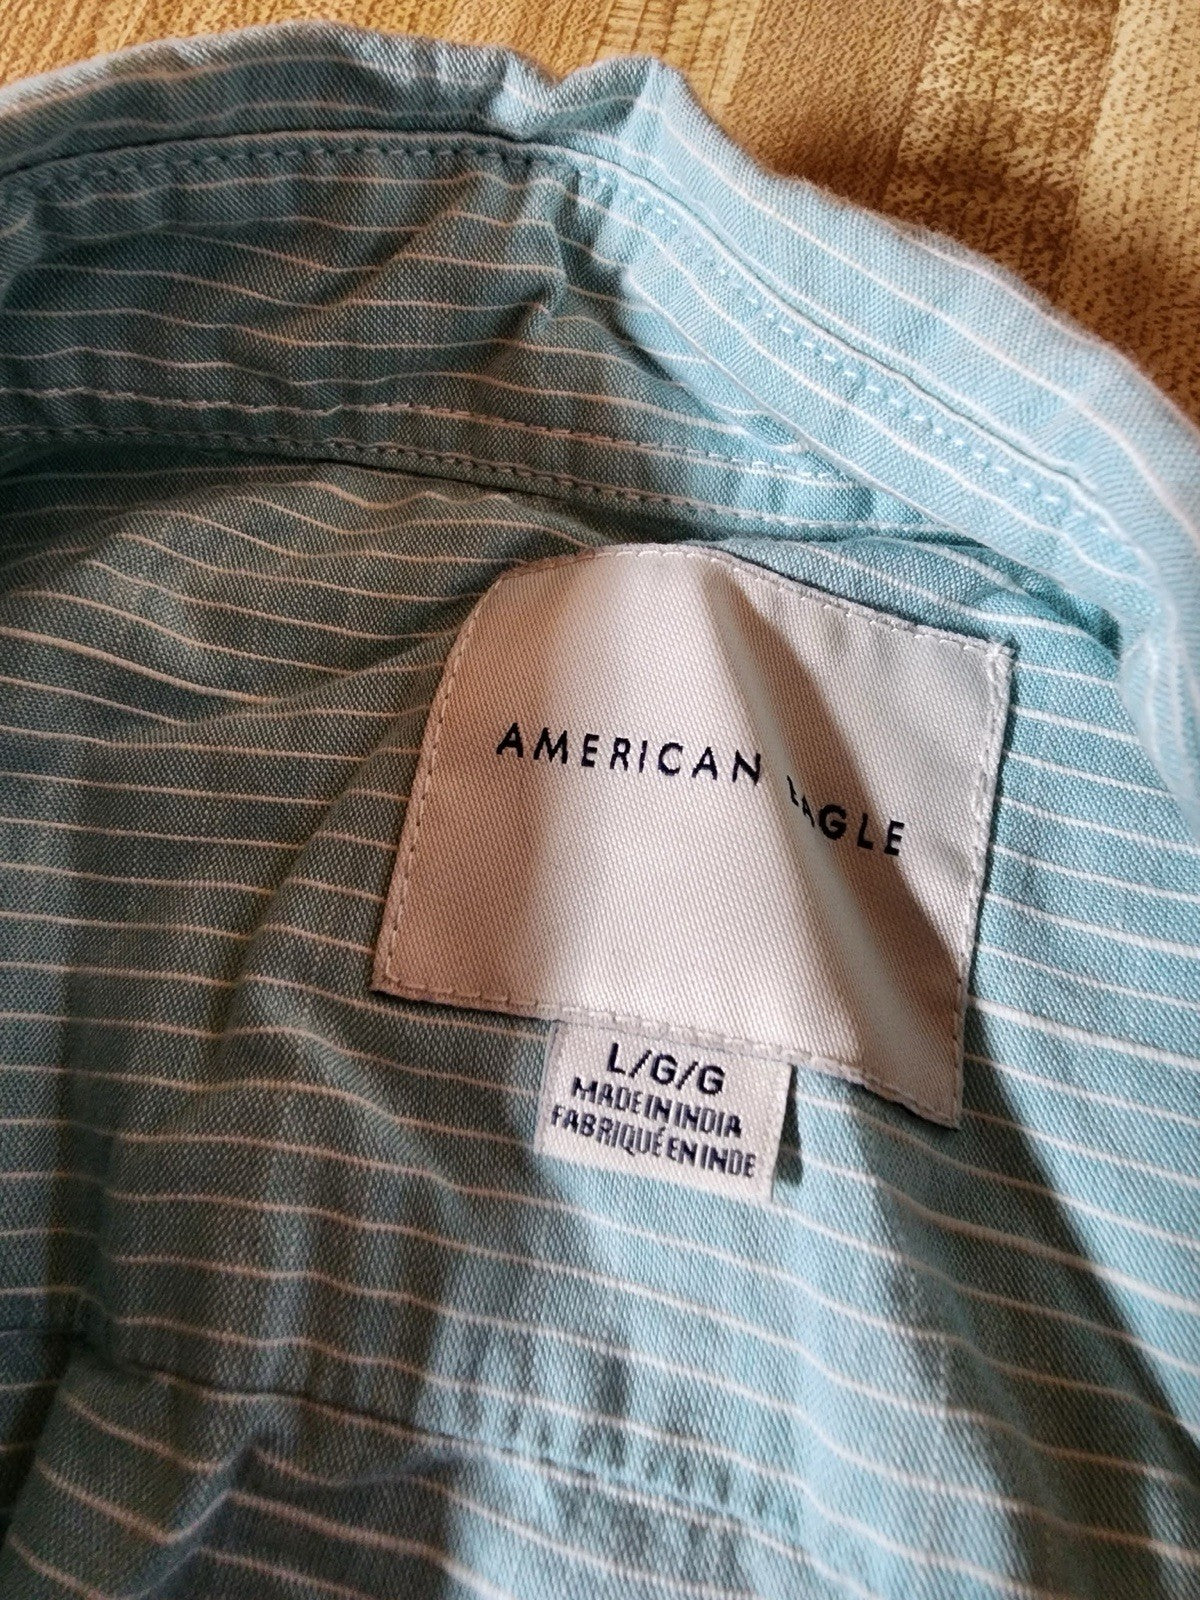 AMERICAN EAGLE
L/G/G
MADE IN INDIA
FABRIQUÉ EN INDE